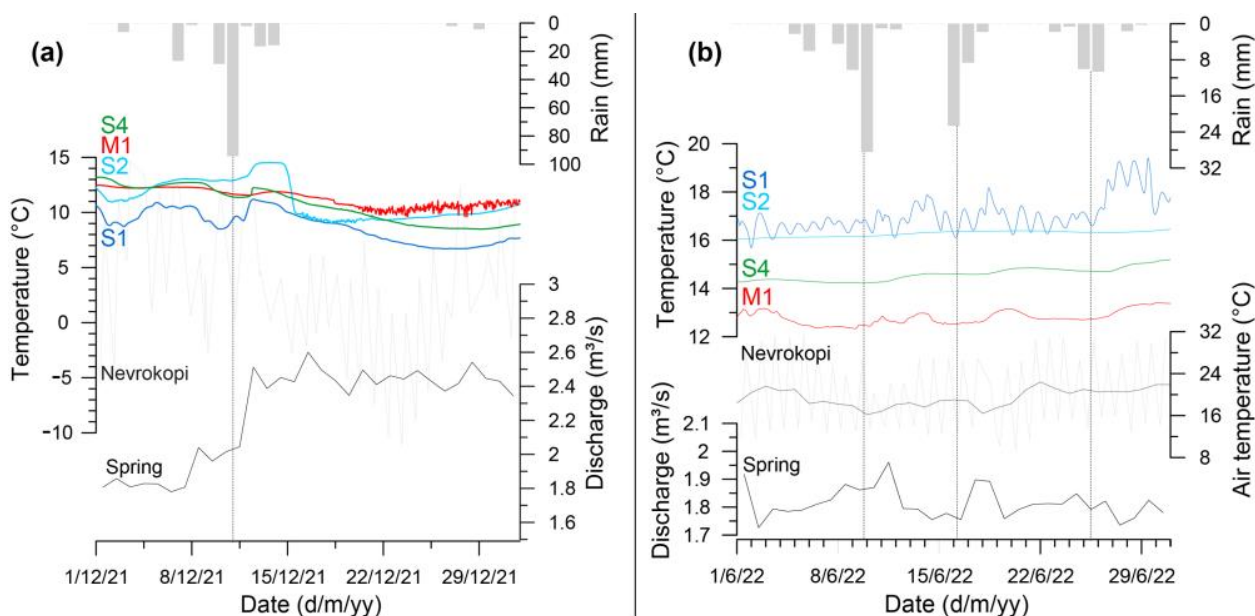 (a)
0
20
40
60
80
100
Rain (mm)
S4
M1
S2
S1
15
10
5
0
−5
−10
Temperature (°C)
Nevrokopi
Spring
3
2.8
2.6
2.4
2.2
2
1.8
1.6
Discharge (m³/s)
1/12/21 8/12/21 15/12/21 22/12/21 29/12/21
Date (d/m/yy)
(b)
0
8
16
24
32
Rain (mm)
20
18
16
14
12
Temperature (°C)
S1
S2
S4
M1
Nevrokopi
32
24
16
8
Air temperature (°C)
2.1
2
1.9
1.8
1.7
Discharge (m³/s)
Spring
1/6/22 8/6/22 15/6/22 22/6/22 29/6/22
Date (d/m/yy)